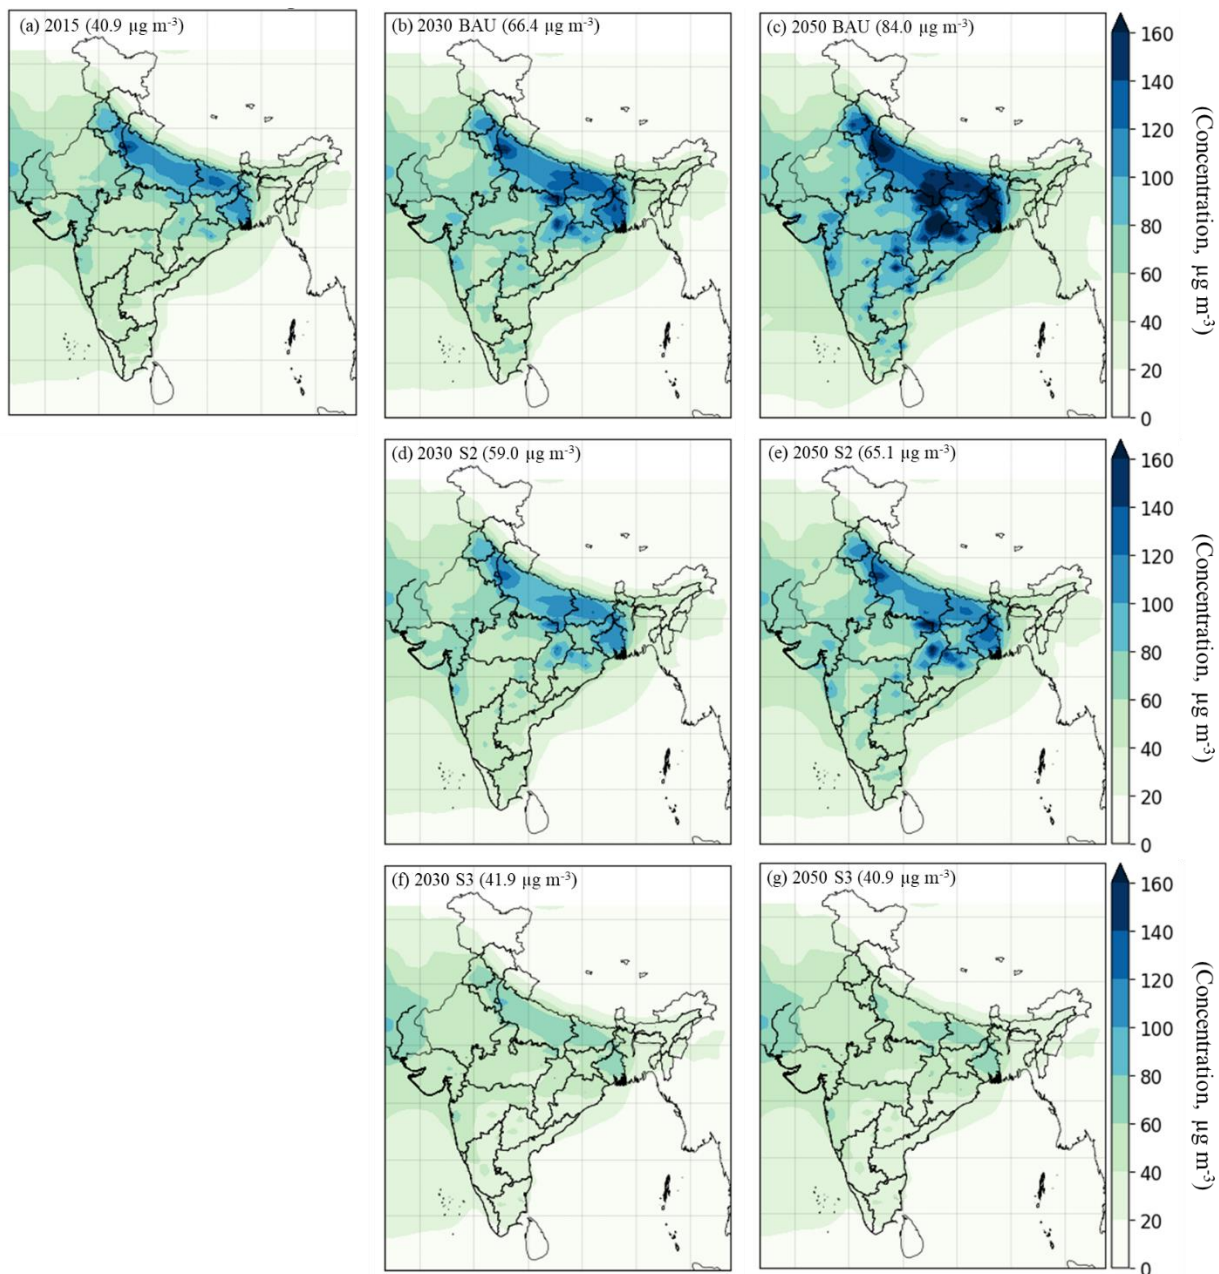 (a) 2015 (40.9 µg m⁻³)
(b) 2030 BAU (66.4 µg m⁻³)
(c) 2050 BAU (84.0 µg m⁻³)
160
140
120
100
80
60
40
20
0
(Concentration, µg m⁻³)
(d) 2030 S2 (59.0 µg m⁻³)
(e) 2050 S2 (65.1 µg m⁻³)
160
140
120
100
80
60
40
20
0
(Concentration, µg m⁻³)
(f) 2030 S3 (41.9 µg m⁻³)
(g) 2050 S3 (40.9 µg m⁻³)
160
140
120
100
80
60
40
20
0
(Concentration, µg m⁻³)